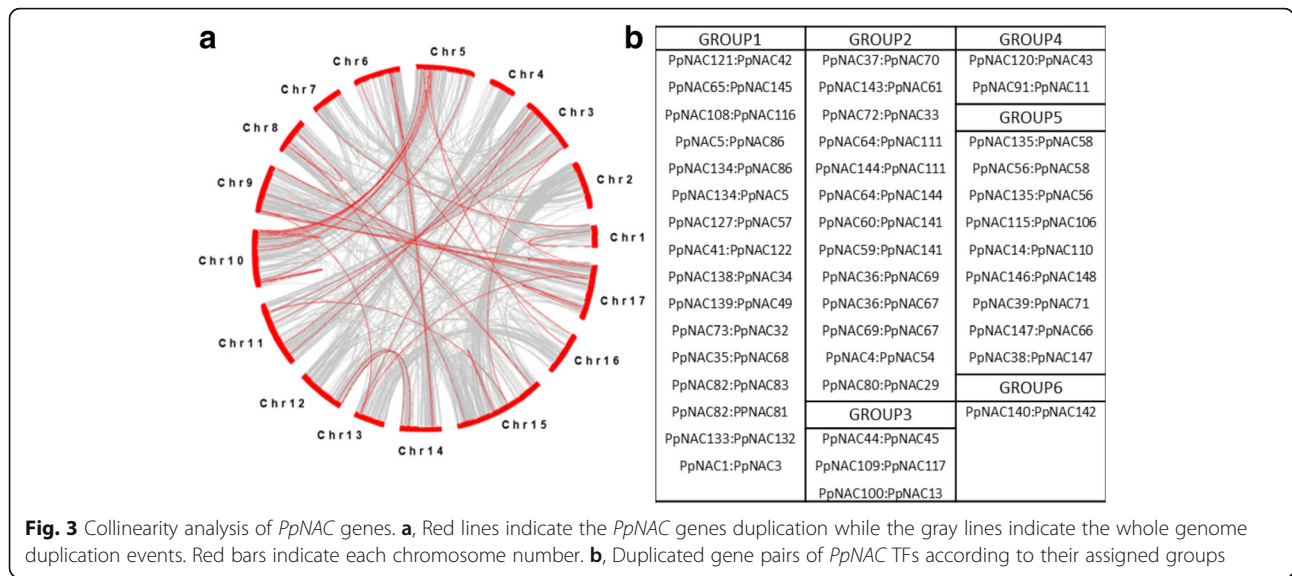 a
Chr5
Chr4
Chr3
Chr2
Chr1
Chr17
Chr16
Chr15
Chr14
Chr13
Chr12
Chr11
Chr10
Chr9
Chr8
Chr7
Chr6
b
GROUP1
PpNAC121:PpNAC42
PpNAC65:PpNAC145
PpNAC108:PpNAC116
PpNAC5:PpNAC86
PpNAC134:PpNAC86
PpNAC134:PpNAC5
PpNAC127:PpNAC57
PpNAC41:PpNAC122
PpNAC138:PpNAC34
PpNAC139:PpNAC49
PpNAC73:PpNAC32
PpNAC35:PpNAC68
PpNAC82:PpNAC83
PpNAC82:PPNAC81
PpNAC133:PpNAC132
PpNAC1:PpNAC3
GROUP2
PpNAC37:PpNAC70
PpNAC143:PpNAC61
PpNAC72:PpNAC33
PpNAC64:PpNAC111
PpNAC144:PpNAC111
PpNAC64:PpNAC144
PpNAC60:PpNAC141
PpNAC59:PpNAC141
PpNAC36:PpNAC69
PpNAC36:PpNAC67
PpNAC69:PpNAC67
PpNAC4:PpNAC54
PpNAC80:PpNAC29
GROUP3
PpNAC44:PpNAC45
PpNAC109:PpNAC117
PpNAC100:PpNAC13
GROUP4
PpNAC120:PpNAC43
PpNAC91:PpNAC11
GROUP5
PpNAC135:PpNAC58
PpNAC56:PpNAC58
PpNAC135:PpNAC56
PpNAC115:PpNAC106
PpNAC14:PpNAC110
PpNAC146:PpNAC148
PpNAC39:PpNAC71
PpNAC147:PpNAC66
PpNAC38:PpNAC147
GROUP6
PpNAC140:PpNAC142
Fig. 3 Collinearity analysis of PpNAC genes. a, Red lines indicate the PpNAC genes duplication while the gray lines indicate the whole genome
duplication events. Red bars indicate each chromosome number. b, Duplicated gene pairs of PpNAC TFs according to their assigned groups